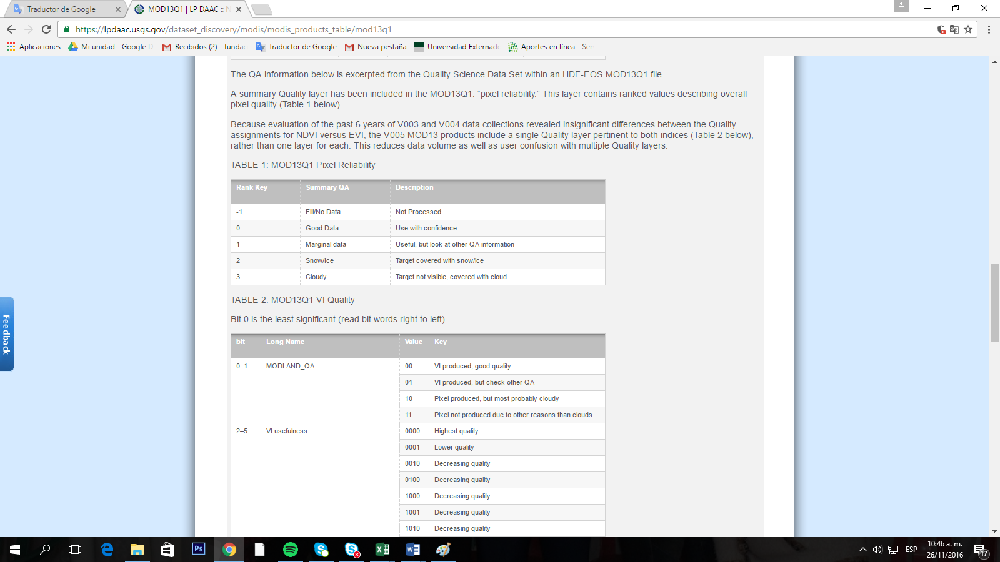 Traductor de Google
MOD13Q1 | LP DAAC :: N
https://lpdaac.usgs.gov/dataset_discovery/modis/modis_products_table/mod13q1
Aplicaciones Mi unidad - Google D Recibidos (2) - fundac Traductor de Google Nueva pestaña Universidad Externado Aportes en línea - Ser
The QA information below is excerpted from the Quality Science Data Set within an HDF-EOS MOD13Q1 file.
A summary Quality layer has been included in the MOD13Q1: “pixel reliability.” This layer contains ranked values describing overall
pixel quality (Table 1 below).
Because evaluation of the past 6 years of V003 and V004 data collections revealed insignificant differences between the Quality
assignments for NDVI versus EVI, the V005 MOD13 products include a single Quality layer pertinent to both indices (Table 2 below),
rather than one layer for each. This reduces data volume as well as user confusion with multiple Quality layers.
TABLE 1: MOD13Q1 Pixel Reliability
Rank Key Summary QA Description
-1 Fill/No Data Not Processed
0 Good Data Use with confidence
1 Marginal data Useful, but look at other QA information
2 Snow/Ice Target covered with snow/ice
3 Cloudy Target not visible, covered with cloud
TABLE 2: MOD13Q1 VI Quality
Bit 0 is the least significant (read bit words right to left)
bit Long Name Value Key
0–1 MODLAND_QA 00 VI produced, good quality
01 VI produced, but check other QA
10 Pixel produced, but most probably cloudy
11 Pixel not produced due to other reasons than clouds
2–5 VI usefulness 0000 Highest quality
0001 Lower quality
0010 Decreasing quality
0100 Decreasing quality
1000 Decreasing quality
1001 Decreasing quality
1010 Decreasing quality
Feedback
Ps
ESP
10:46 a. m.
26/11/2016
17